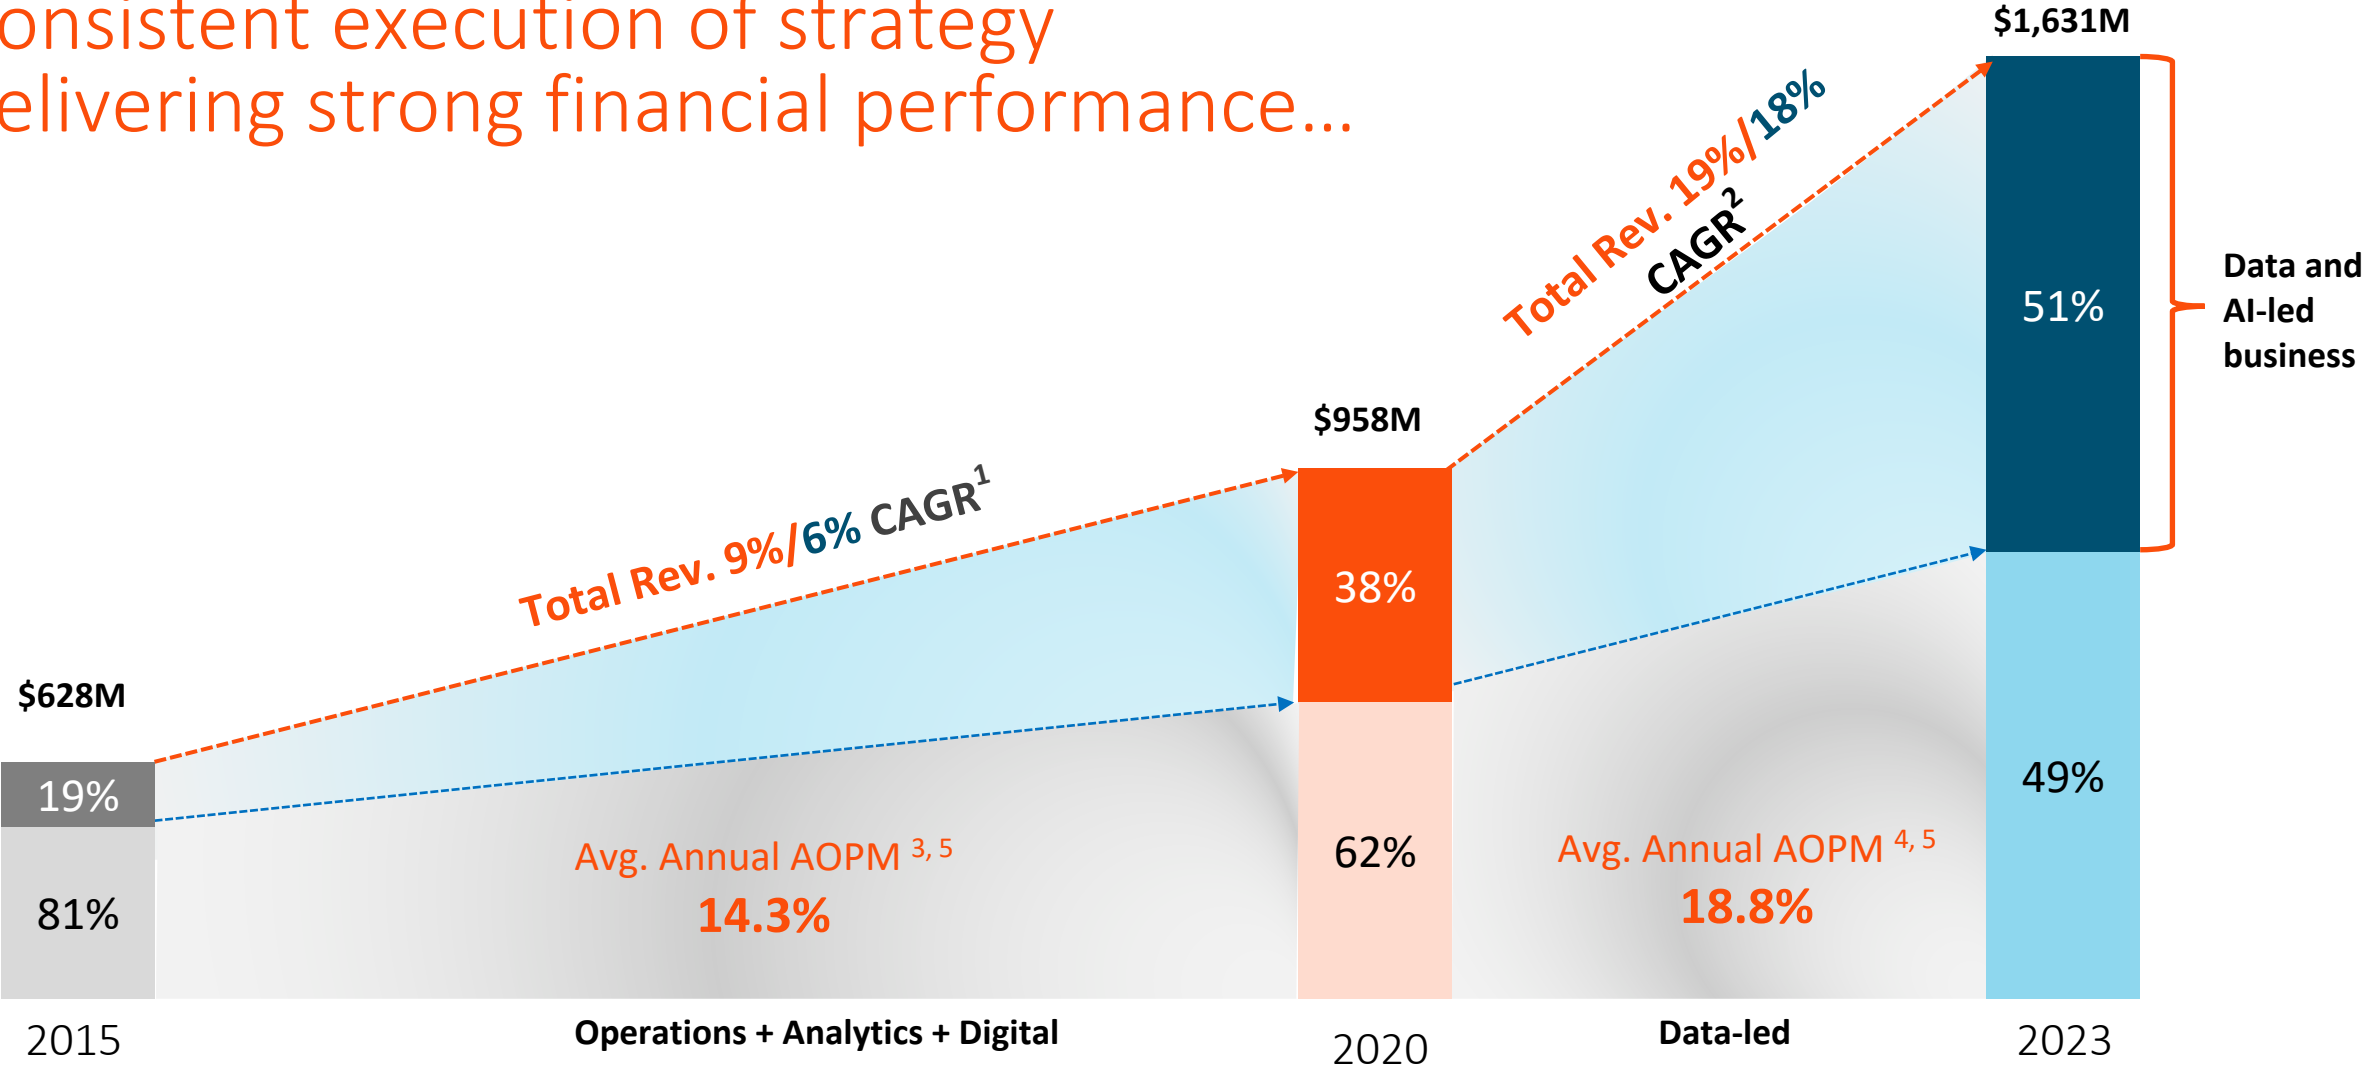 onsistent execution of strategy
elivering strong financial performance...
$1,631M
Total Rev. 19%/18%
CAGR2
Data and
AI-led
business
51%
$958M
Total Rev. 9%/6% CAGR1
38%
$628M
19%
49%
Avg. Annual AOPM 3, 5
14.3%
62%
Avg. Annual AOPM 4, 5
18.8%
81%
2015
Operations + Analytics + Digital
2020
Data-led
2023